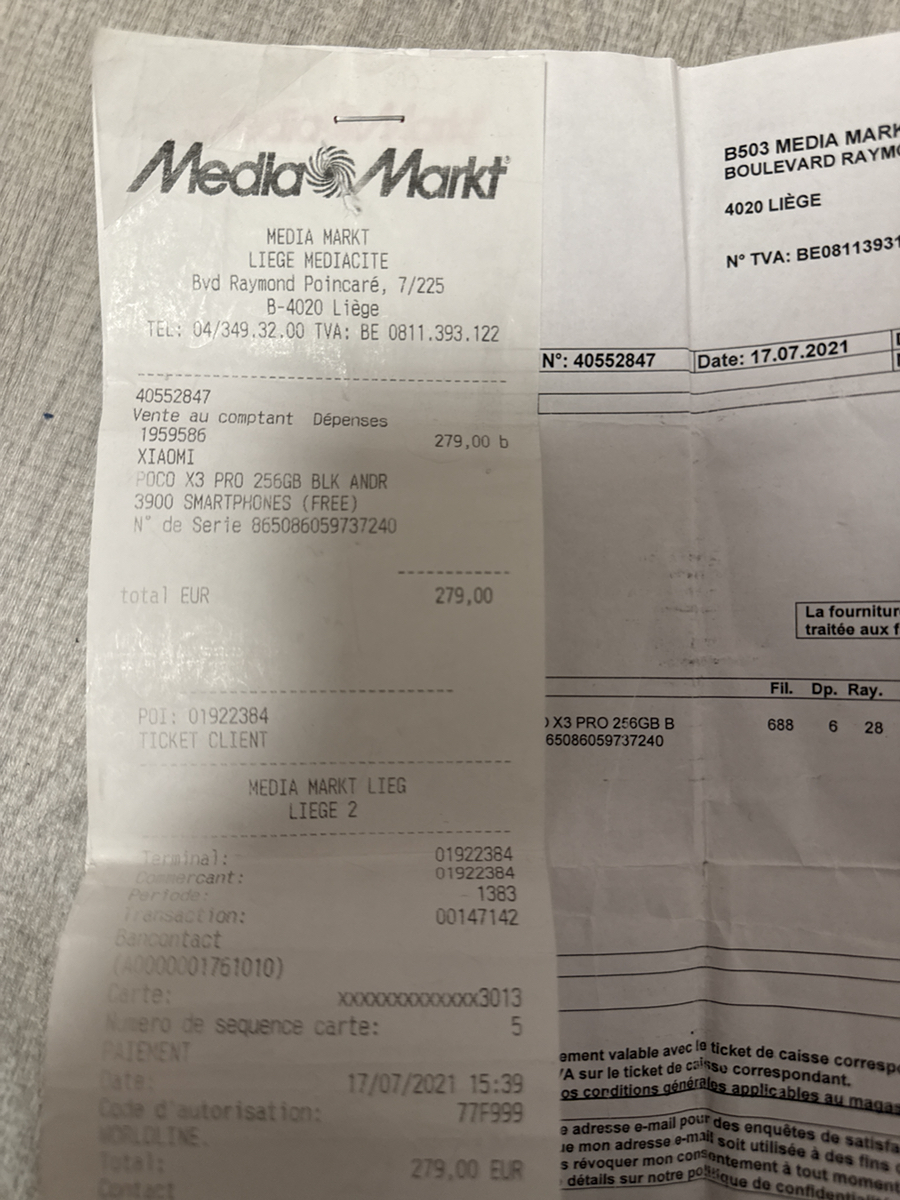 Media Markt
MEDIA MARKT
LIEGE MEDIACITE
Bvd Raymond Poincaré, 7/225
B-4020 Liège
TEL: 04/349.32.00 TVA: BE 0811.393.122
40552847
Vente au comptant Dépenses
1959586 279,00 b
XIAOMI
POCO X3 PRO 256GB BLK ANDR
3900 SMARTPHONES (FREE)
N° de Serie 865086059737240
total EUR 279,00
POI: 01922384
TICKET CLIENT
MEDIA MARKT LIEG
LIEGE 2
Terminal: 01922384
Commercant: 01922384
Période: 1383
Transaction: 00147142
Bancontact
(A0000001761010)
Carte: xxxxxxxxxxxxx3013
Numero de sequence carte: 5
PAIEMENT
Date: 17/07/2021 15:39
Code d'autorisation: 77F999
WORLDLINE.
Total: 279,00 EUR
Contact
B503 MEDIA MARK
BOULEVARD RAYMO
4020 LIÈGE
N° TVA: BE08113931
N°: 40552847 Date: 17.07.2021
La fourniture
traitée aux f
Fil. Dp. Ray.
X3 PRO 256GB B 688 6 28
65086059737240
ement valable avec le ticket de caisse corresp
A sur le ticket de caisse correspondant.
os conditions générales applicables au magas
e adresse e-mail pour des enquêtes de satisfa
ue mon adresse e-mail soit utilisée à des fins
s révoquer mon consentement à tout moment
détails sur notre politique de confidentiali